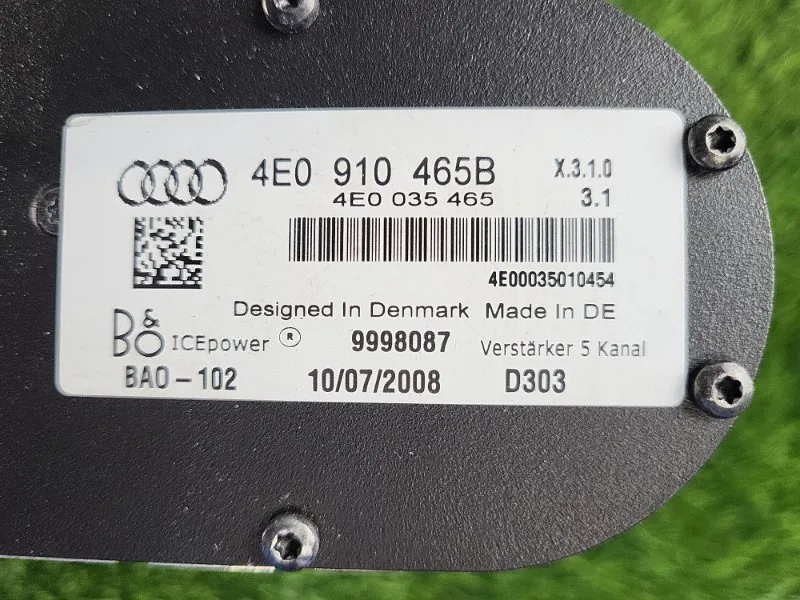 4E0 910 465B X.3.1.0
4E0 035 465 3.1
4E00035010454
Designed In Denmark Made In DE
B&O ICEpower ® 9998087 Verstärker 5 Kanal
BAO-102 10/07/2008 D303